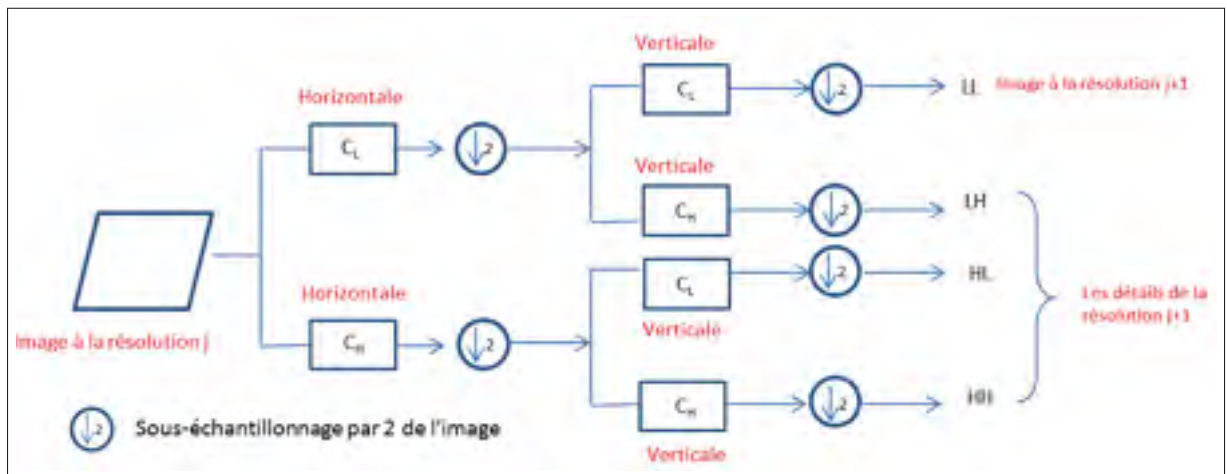 Verticale
C_L
↓2
LL
Image à la résolution j+1
Horizontale
C_L
↓2
Verticale
C_H
↓2
LH
Image à la résolution j
Horizontale
C_H
↓2
C_L
Verticale
↓2
HL
Les détails de la
résolution j+1
C_H
Verticale
↓2
HH
↓2
Sous-échantillonnage par 2 de l'image